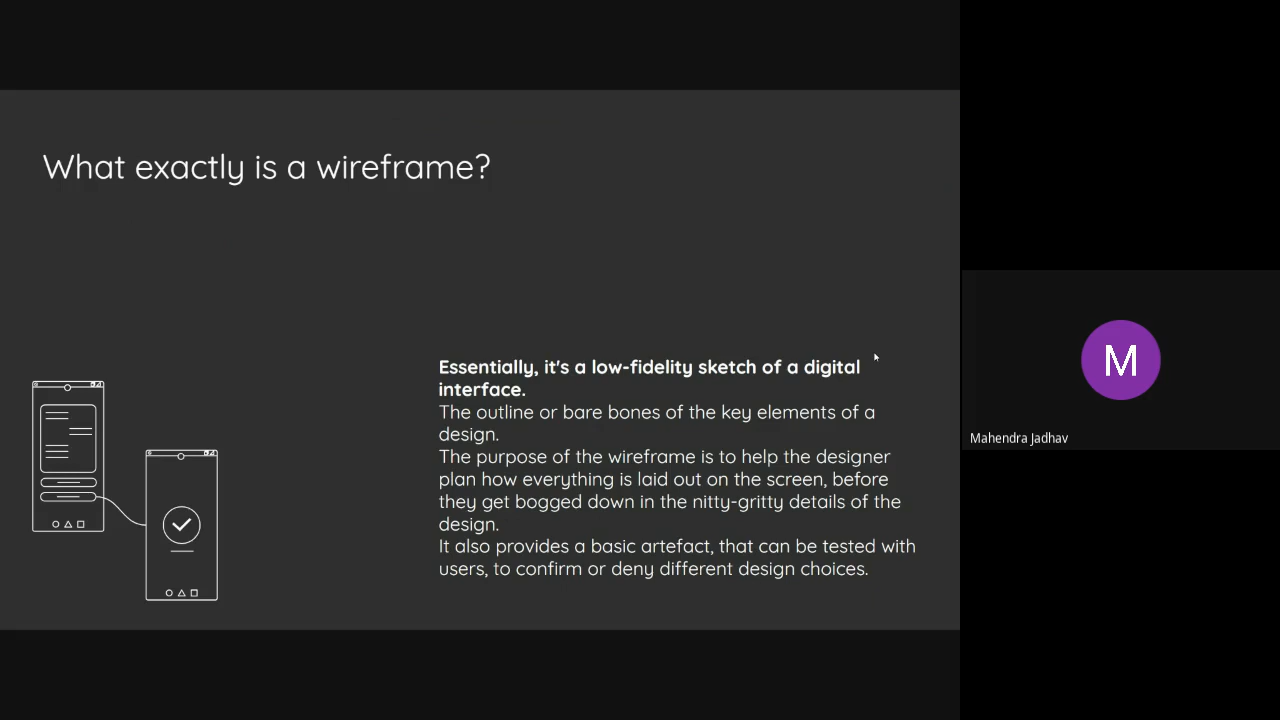 What exactly is a wireframe?
Essentially, it's a low-fidelity sketch of a digital
interface.
The outline or bare bones of the key elements of a
design.
The purpose of the wireframe is to help the designer
plan how everything is laid out on the screen, before
they get bogged down in the nitty-gritty details of the
design.
It also provides a basic artefact, that can be tested with
users, to confirm or deny different design choices.
M
Mahendra Jadhav